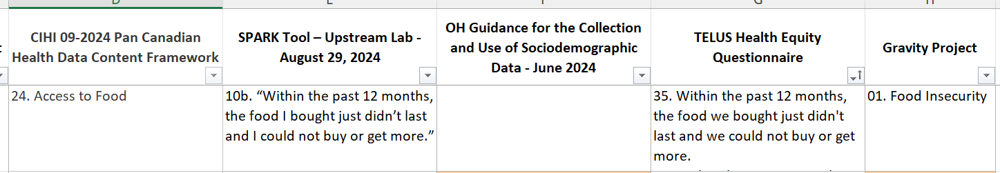 CIHI 09-2024 Pan Canadian
Health Data Content Framework
SPARK Tool – Upstream Lab -
August 29, 2024
OH Guidance for the Collection
and Use of Sociodemographic
Data - June 2024
TELUS Health Equity
Questionnaire
Gravity Project
24. Access to Food
10b. “Within the past 12 months,
the food I bought just didn’t last
and I could not buy or get more.”
35. Within the past 12 months,
the food we bought just didn't
last and we could not buy or get
more.
01. Food Insecurity